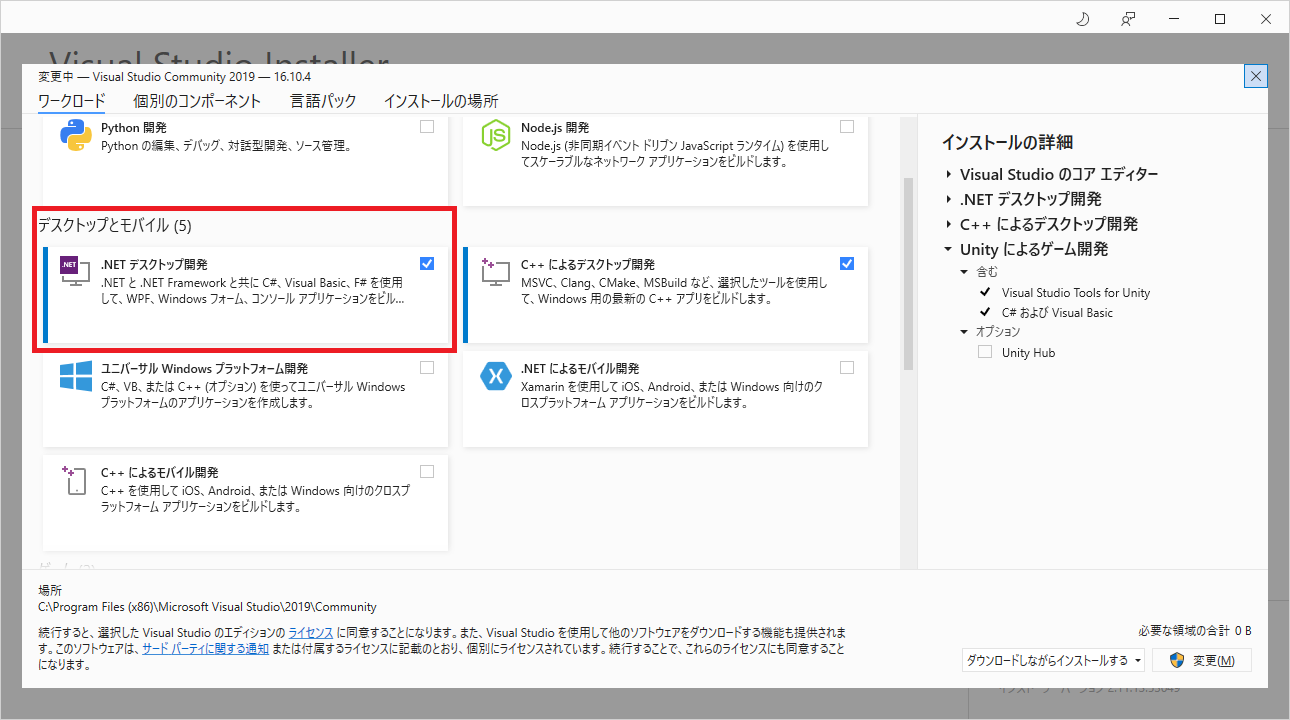 Visual Studio Installer
変更中 — Visual Studio Community 2019 — 16.10.4
ワークロード 個別のコンポーネント 言語パック インストールの場所
Python 開発
Python の編集、デバッグ、対話型開発、ソース管理。
Node.js 開発
Node.js (非同期イベント ドリブン JavaScript ランタイム) を使用し
てスケーラブルなネットワーク アプリケーションをビルドします。
デスクトップとモバイル (5)
.NET
.NET デスクトップ開発
.NET と .NET Framework と共に C#、Visual Basic、F# を使用
して、WPF、Windows フォーム、コンソール アプリケーションをビル...
C++ によるデスクトップ開発
MSVC、Clang、CMake、MSBuild など、選択したツールを使用し
て、Windows 用の最新の C++ アプリをビルドします。
ユニバーサル Windows プラットフォーム開発
C#、VB、または C++ (オプション) を使ってユニバーサル Windows
プラットフォームのアプリケーションを作成します。
.NET によるモバイル開発
Xamarin を使用して iOS、Android、または Windows 向けのク
ロスプラットフォーム アプリケーションをビルドします。
C++ によるモバイル開発
C++ を使用して iOS、Android、または Windows 向けのクロスプ
ラットフォーム アプリケーションをビルドします。
インストールの詳細
Visual Studio のコア エディター
.NET デスクトップ開発
C++ によるデスクトップ開発
Unity によるゲーム開発
含む
Visual Studio Tools for Unity
C# および Visual Basic
オプション
Unity Hub
場所
C:\Program Files (x86)\Microsoft Visual Studio\2019\Community
続行すると、選択した Visual Studio のエディションの ライセンス に同意することになります。また、Visual Studio を使用して他のソフトウェアをダウンロードする機能も提供されま
す。このソフトウェアは、サード パーティに関する通知 または付属するライセンスに記載のとおり、個別にライセンスされています。続行することで、これらのライセンスにも同意すること
になります。
必要な領域の合計 0 B
ダウンロードしながらインストールする
変更(M)